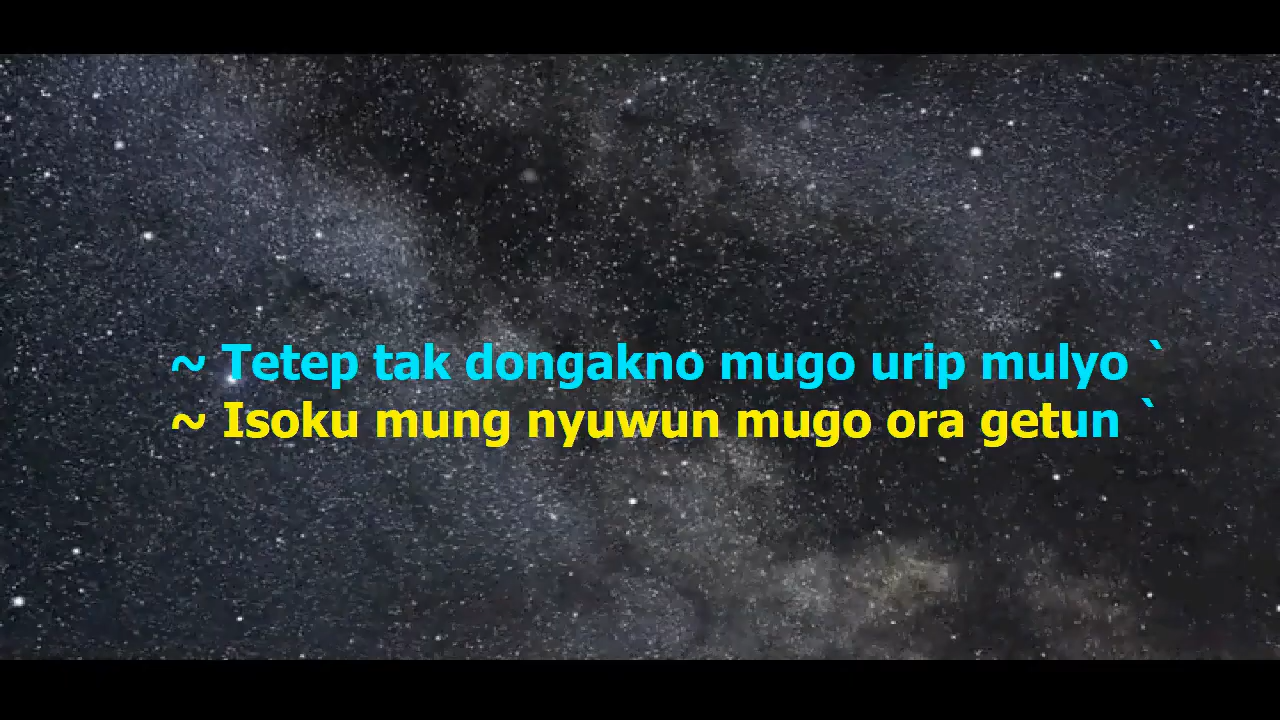 ~ Tetep tak dongakno mugo urip mulyo `
~ Isoku mung nyuwun mugo ora getun `